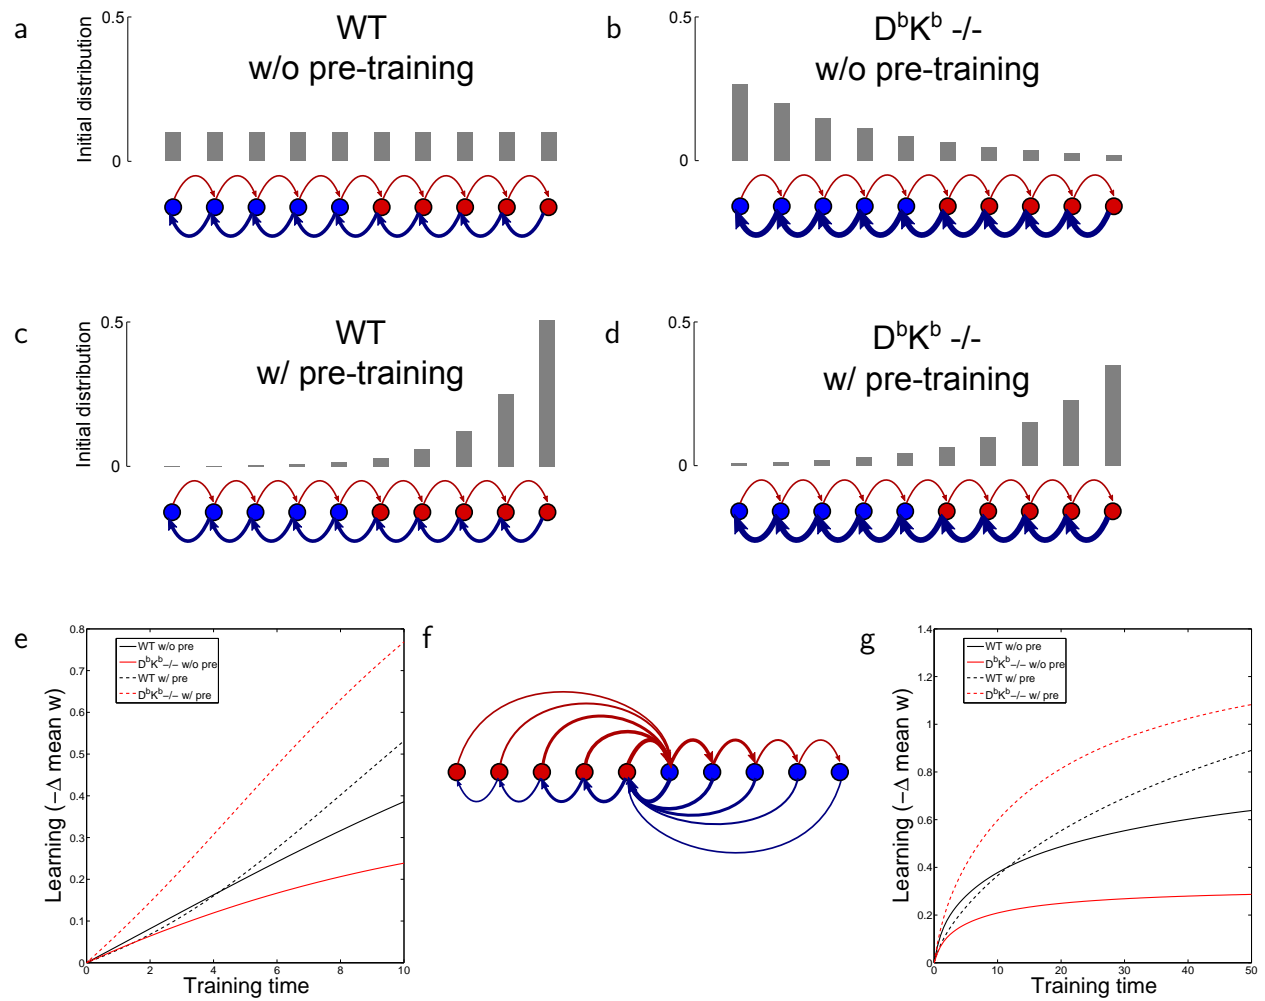 a
0.5
Initial distribution
0
WT
w/o pre-training
b
0.5
0
DᵇKᵇ -/-
w/o pre-training
c
0.5
Initial distribution
0
WT
w/ pre-training
d
0.5
0
DᵇKᵇ -/-
w/ pre-training
e
Learning (−Δ mean w)
0.8
0.7
0.6
0.5
0.4
0.3
0.2
0.1
0
0 2 4 6 8 10
Training time
WT w/o pre
DᵇKᵇ−/− w/o pre
WT w/ pre
DᵇKᵇ−/− w/ pre
f
g
Learning (−Δ mean w)
1.4
1.2
1
0.8
0.6
0.4
0.2
0
0 10 20 30 40 50
Training time
WT w/o pre
DᵇKᵇ−/− w/o pre
WT w/ pre
DᵇKᵇ−/− w/ pre